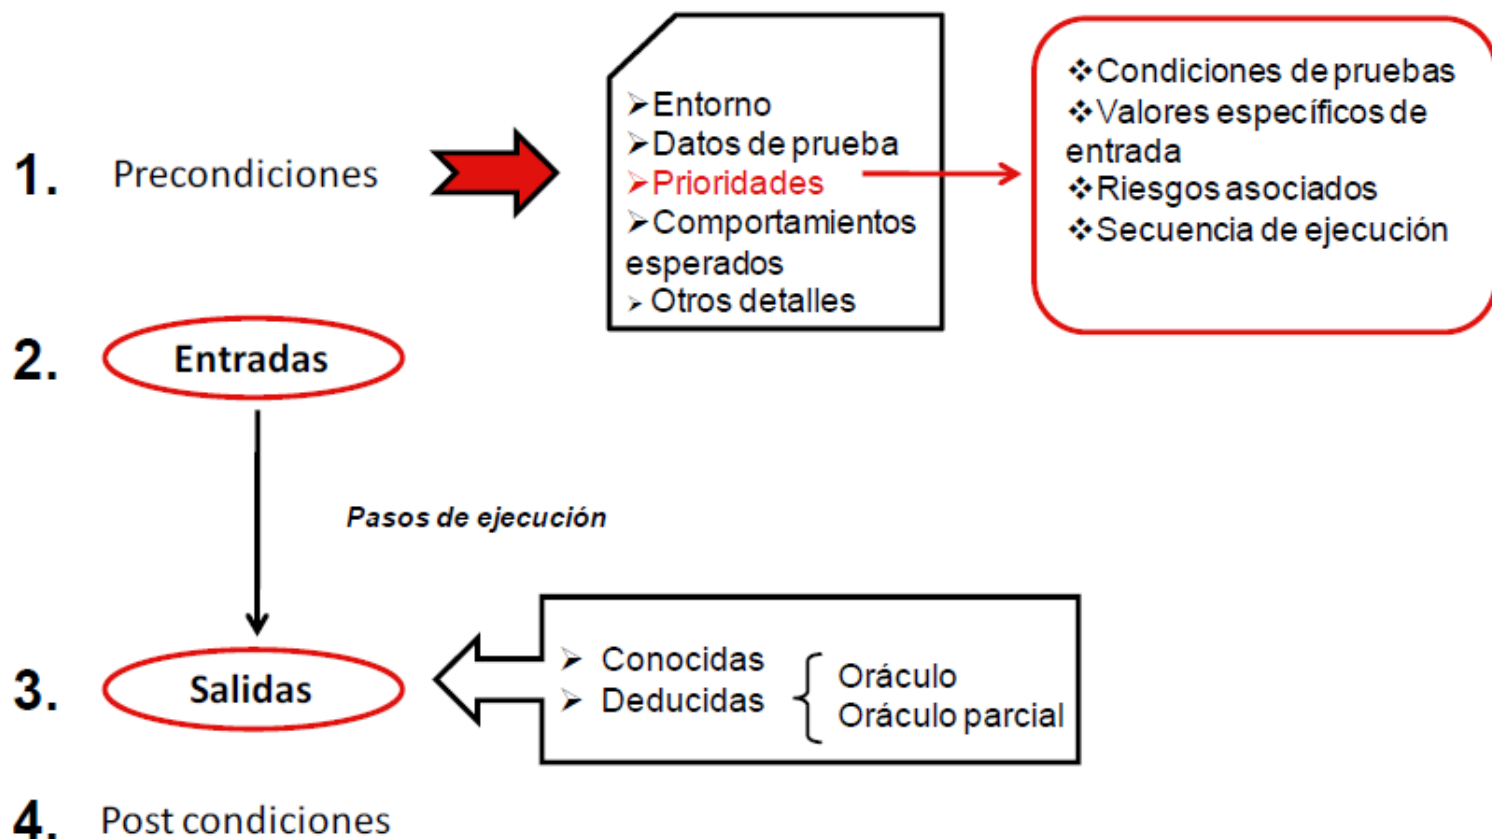 1. Precondiciones
➢Entorno
➢Datos de prueba
➢Prioridades
➢Comportamientos
esperados
➢ Otros detalles
❖Condiciones de pruebas
❖Valores específicos de
entrada
❖Riesgos asociados
❖Secuencia de ejecución
2. Entradas
Pasos de ejecución
3. Salidas
➢ Conocidas
➢ Deducidas
Oráculo
Oráculo parcial
4. Post condiciones